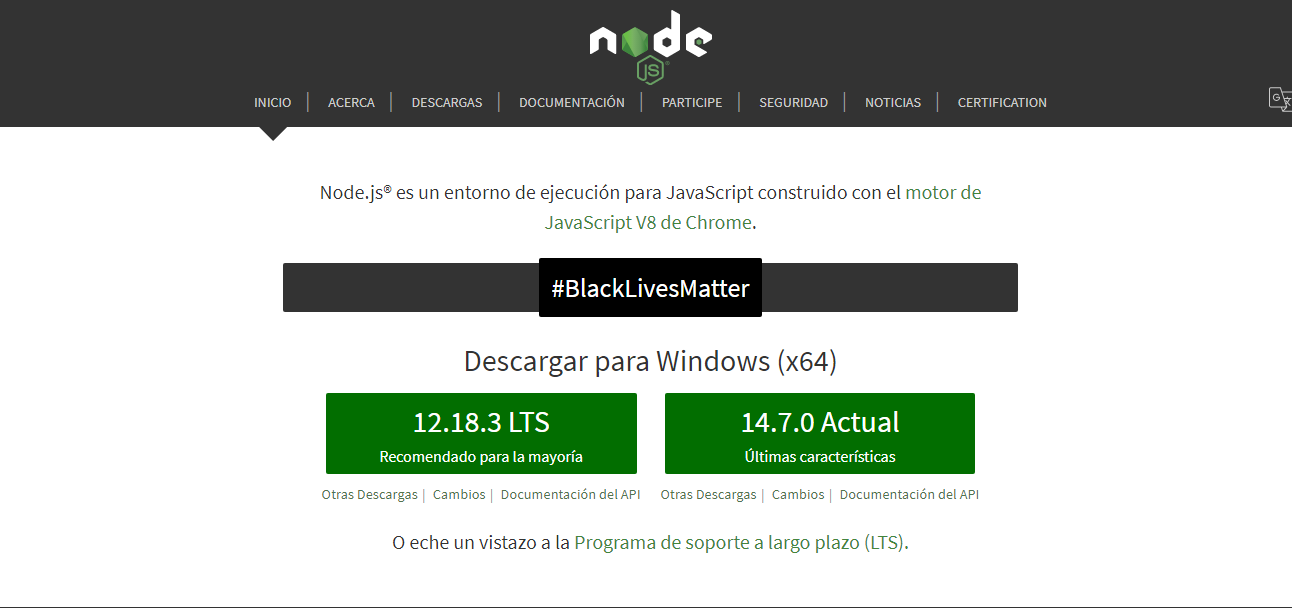 node
JS
INICIO | ACERCA | DESCARGAS | DOCUMENTACIÓN | PARTICIPE | SEGURIDAD | NOTICIAS | CERTIFICATION
Node.js® es un entorno de ejecución para JavaScript construido con el motor de
JavaScript V8 de Chrome.
#BlackLivesMatter
Descargar para Windows (x64)
12.18.3 LTS
Recomendado para la mayoría
14.7.0 Actual
Últimas características
Otras Descargas | Cambios | Documentación del API
Otras Descargas | Cambios | Documentación del API
O eche un vistazo a la Programa de soporte a largo plazo (LTS).